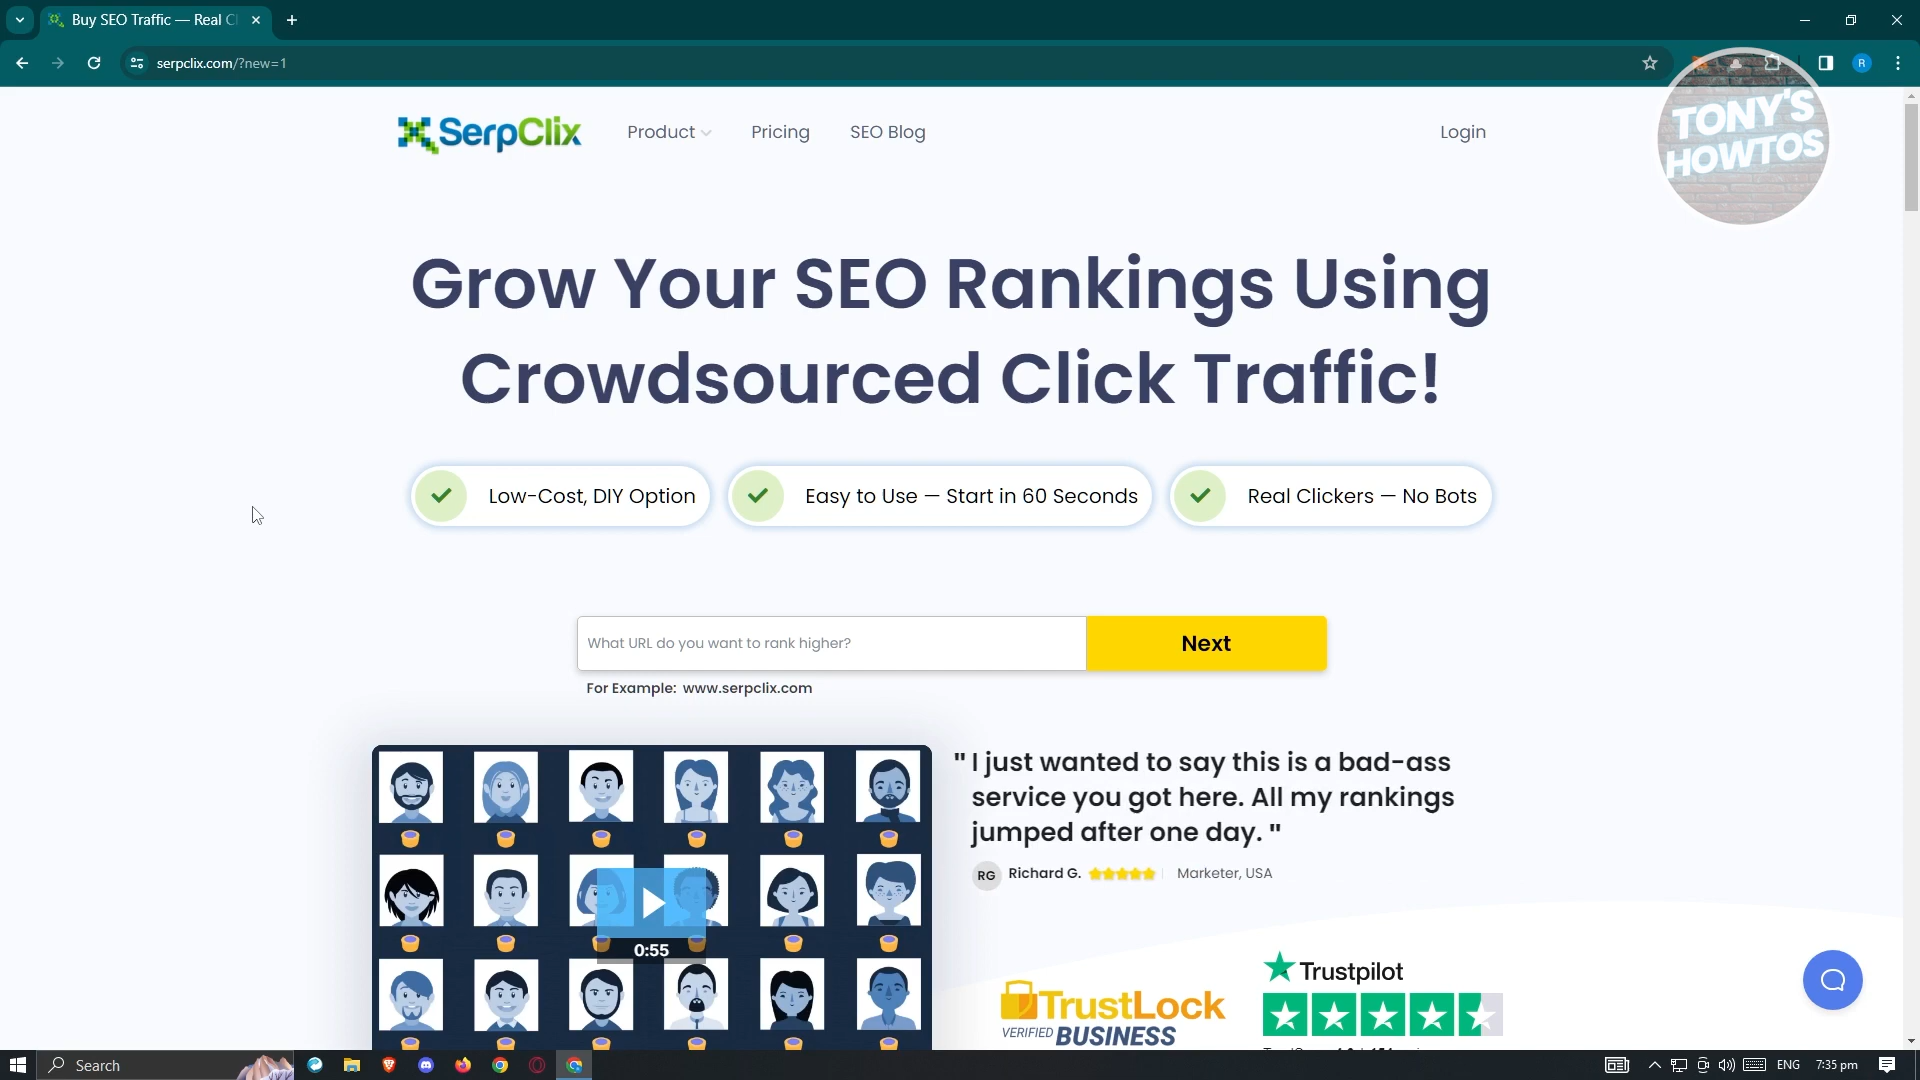 Buy SEO Traffic — Real Cl
serpclix.com/?new=1
R
TONY'S
HOWTOS
SerpClix
Product
Pricing
SEO Blog
Login
Grow Your SEO Rankings Using
Crowdsourced Click Traffic!
Low-Cost, DIY Option
Easy to Use — Start in 60 Seconds
Real Clickers — No Bots
What URL do you want to rank higher?
Next
For Example: www.serpclix.com
" I just wanted to say this is a bad-ass
service you got here. All my rankings
jumped after one day. "
RG
Richard G.
Marketer, USA
0:55
TrustLock
VERIFIED BUSINESS
Trustpilot
Search
ENG
7:35 pm